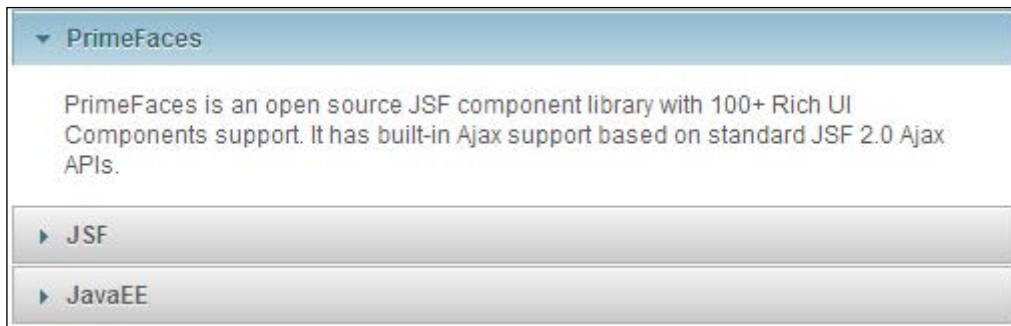 PrimeFaces
PrimeFaces is an open source JSF component library with 100+ Rich UI
Components support. It has built-in Ajax support based on standard JSF 2.0 Ajax
APIs.
JSF
JavaEE